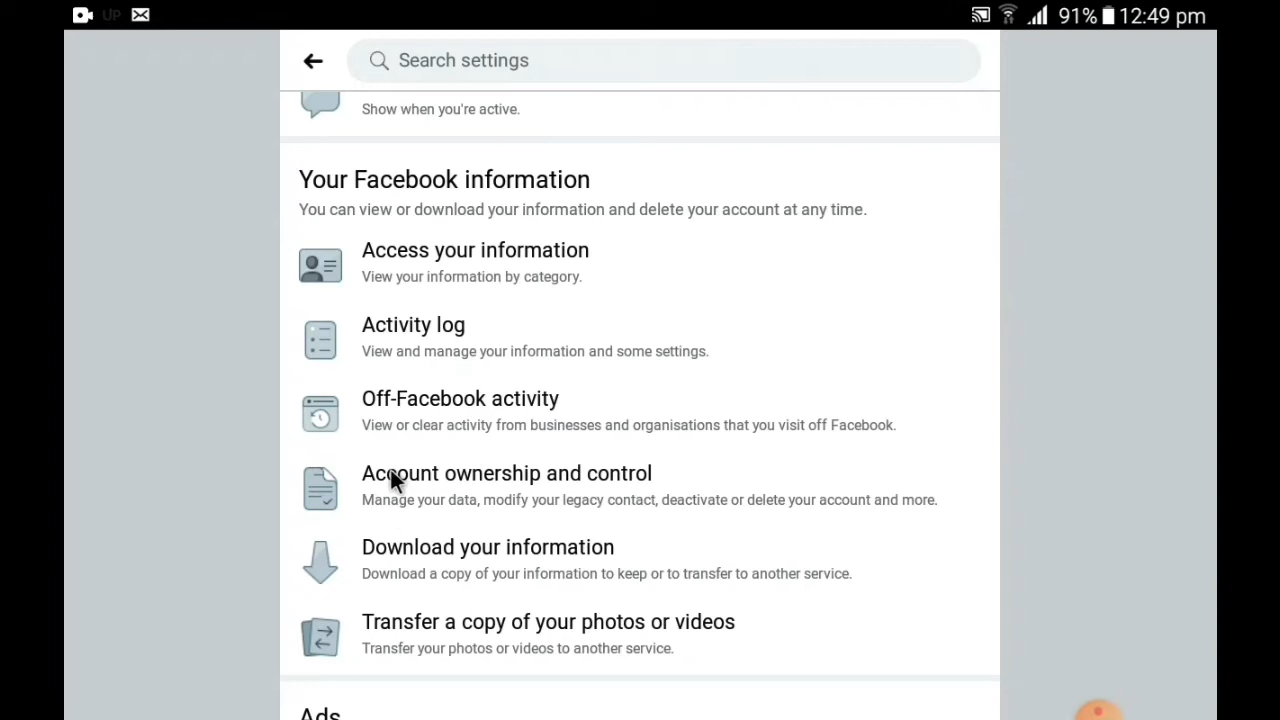 UP
91% 12:49 pm
Search settings
Show when you're active.
Your Facebook information
You can view or download your information and delete your account at any time.
Access your information
View your information by category.
Activity log
View and manage your information and some settings.
Off-Facebook activity
View or clear activity from businesses and organisations that you visit off Facebook.
Account ownership and control
Manage your data, modify your legacy contact, deactivate or delete your account and more.
Download your information
Download a copy of your information to keep or to transfer to another service.
Transfer a copy of your photos or videos
Transfer your photos or videos to another service.
Ads